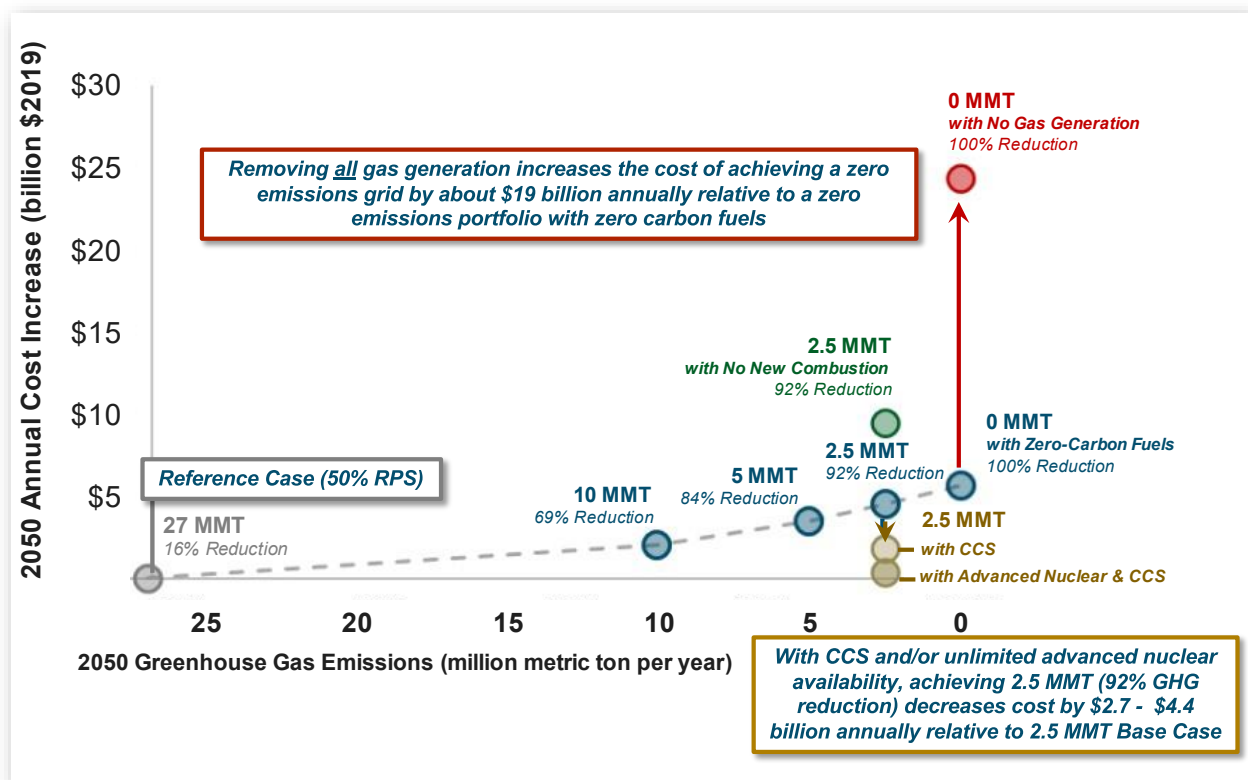 2050 Annual Cost Increase (billion $2019)
$30
$25
$20
$15
$10
$5
0 MMT
with No Gas Generation
100% Reduction
Removing all gas generation increases the cost of achieving a zero
emissions grid by about $19 billion annually relative to a zero
emissions portfolio with zero carbon fuels
2.5 MMT
with No New Combustion
92% Reduction
0 MMT
with Zero-Carbon Fuels
100% Reduction
2.5 MMT
92% Reduction
5 MMT
84% Reduction
10 MMT
69% Reduction
Reference Case (50% RPS)
27 MMT
16% Reduction
2.5 MMT
with CCS
with Advanced Nuclear & CCS
25
20
15
10
5
0
2050 Greenhouse Gas Emissions (million metric ton per year)
With CCS and/or unlimited advanced nuclear
availability, achieving 2.5 MMT (92% GHG
reduction) decreases cost by $2.7 - $4.4
billion annually relative to 2.5 MMT Base Case